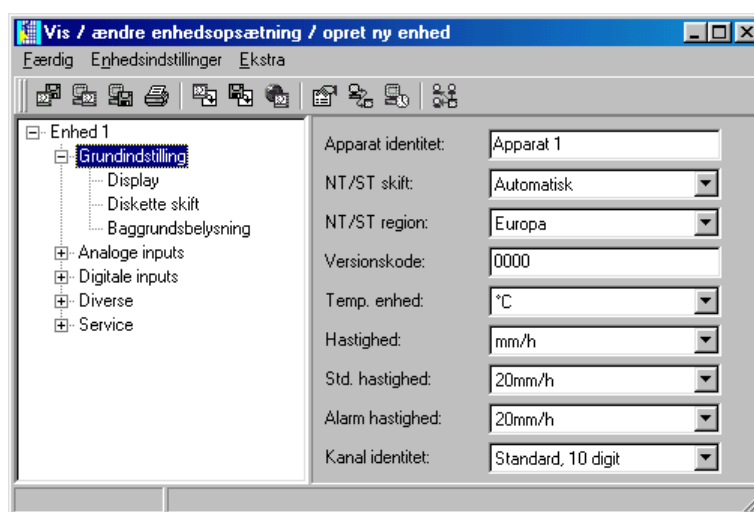 Vis / ændre enhedsopsætning / opret ny enhed
Færdig Enhedsindstillinger Ekstra
Enhed 1
Grundindstilling
Display
Diskette skift
Baggrundsbelysning
Analoge inputs
Digitale inputs
Diverse
Service
Apparat identitet: Apparat 1
NT/ST skift: Automatisk
NT/ST region: Europa
Versionskode: 0000
Temp. enhed: °C
Hastighed: mm/h
Std. hastighed: 20mm/h
Alarm hastighed: 20mm/h
Kanal identitet: Standard, 10 digit